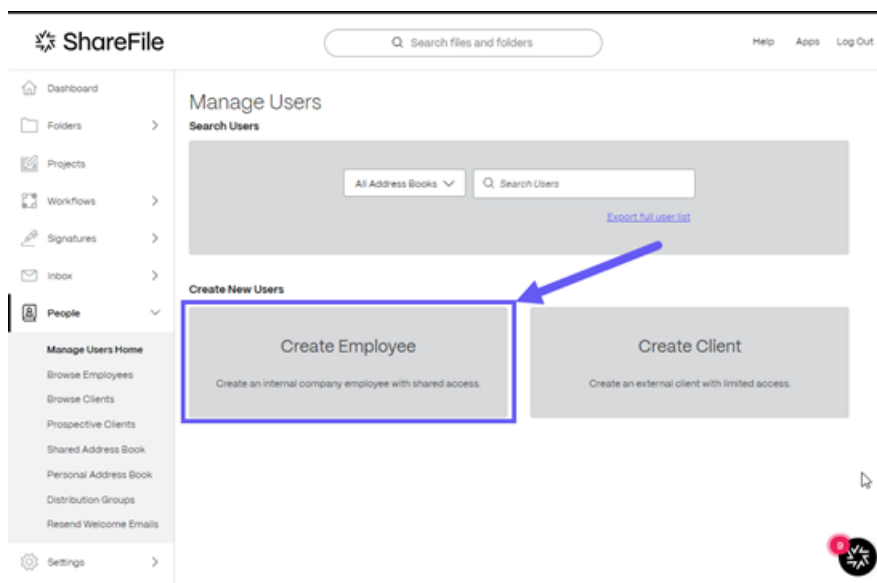 ShareFile
Search files and folders
Help Apps Log Out
Dashboard
Folders
Projects
Workflows
Signatures
Inbox
People
Manage Users Home
Browse Employees
Browse Clients
Prospective Clients
Shared Address Book
Personal Address Book
Distribution Groups
Resend Welcome Emails
Settings
Manage Users
Search Users
All Address Books
Search Users
Export full user list
Create New Users
Create Employee
Create an internal company employee with shared access.
Create Client
Create an external client with limited access.
9